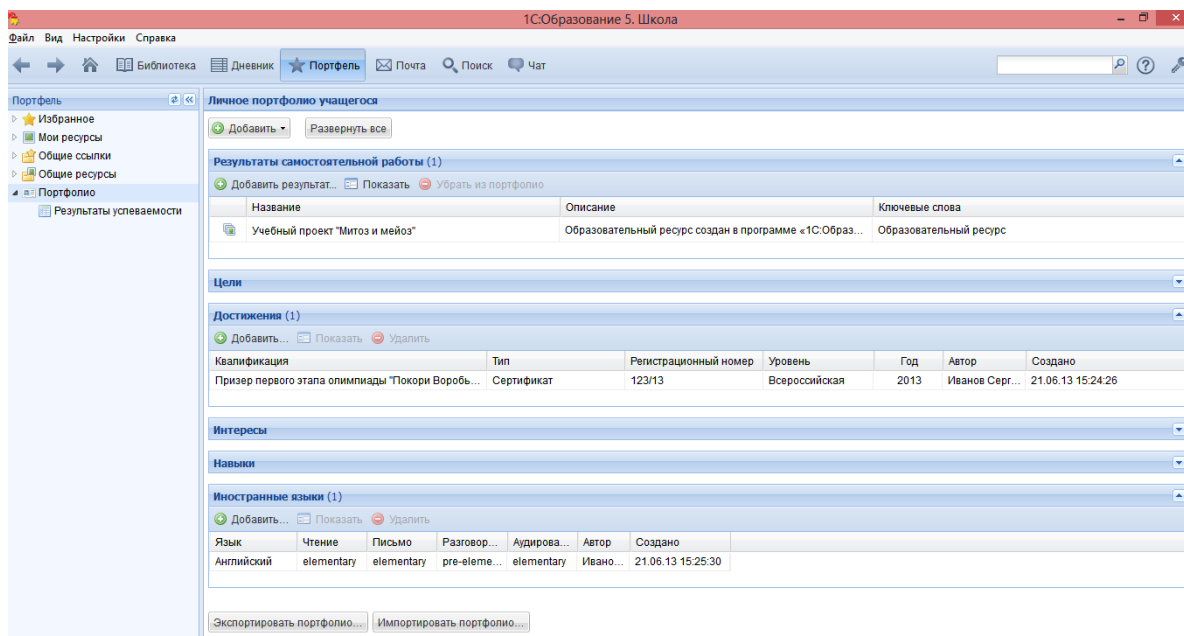 1С:Образование 5. Школа
Файл Вид Настройки Справка
Библиотека Дневник Портфель Почта Поиск Чат
Портфель
Избранное
Мои ресурсы
Общие ссылки
Общие ресурсы
Портфолио
Результаты успеваемости
Личное портфолио учащегося
Добавить Развернуть все
Результаты самостоятельной работы (1)
Добавить результат... Показать Убрать из портфолио
Название Описание Ключевые слова
Учебный проект "Митоз и мейоз" Образовательный ресурс создан в программе «1С:Образ... Образовательный ресурс
Цели
Достижения (1)
Добавить... Показать Удалить
Квалификация Тип Регистрационный номер Уровень Год Автор Создано
Призер первого этапа олимпиады "Покори Воробь... Сертификат 123/13 Всероссийская 2013 Иванов Серг... 21.06.13 15:24:26
Интересы
Навыки
Иностранные языки (1)
Добавить... Показать Удалить
Язык Чтение Письмо Разговор... Аудирова... Автор Создано
Английский elementary elementary pre-eleme... elementary Ивано... 21.06.13 15:25:30
Экспортировать портфолио... Импортировать портфолио...